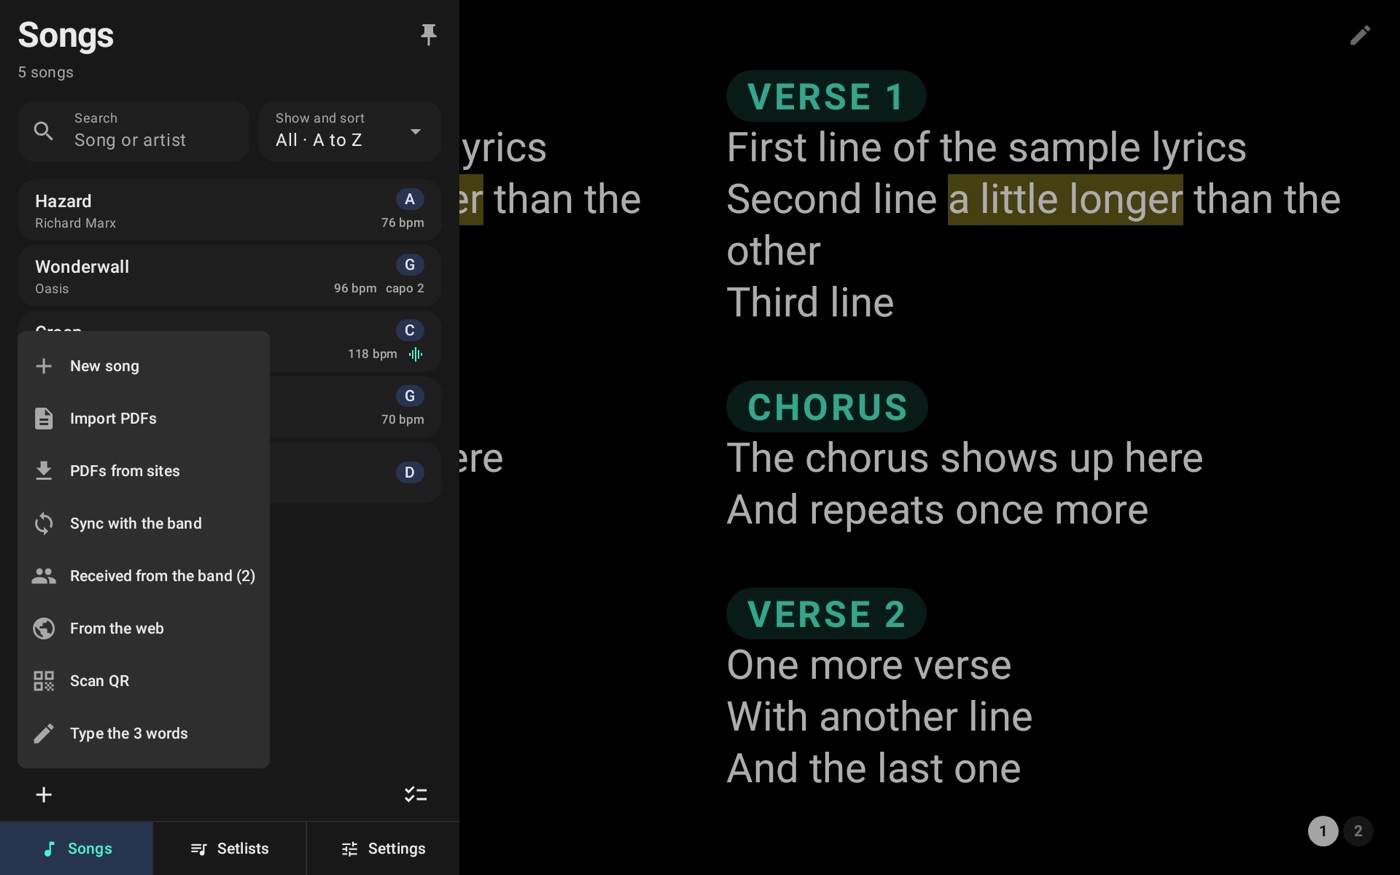 Songs
5 songs
Search
Song or artist
Show and sort
All · A to Z
Hazard
A
Richard Marx
76 bpm
Wonderwall
G
Oasis
96 bpm capo 2
C
118 bpm
G
70 bpm
D
New song
Import PDFs
PDFs from sites
Sync with the band
Received from the band (2)
From the web
Scan QR
Type the 3 words
Songs
Setlists
Settings
yrics
er than the
ere
VERSE 1
First line of the sample lyrics
Second line a little longer than the
other
Third line
CHORUS
The chorus shows up here
And repeats once more
VERSE 2
One more verse
With another line
And the last one
1 2